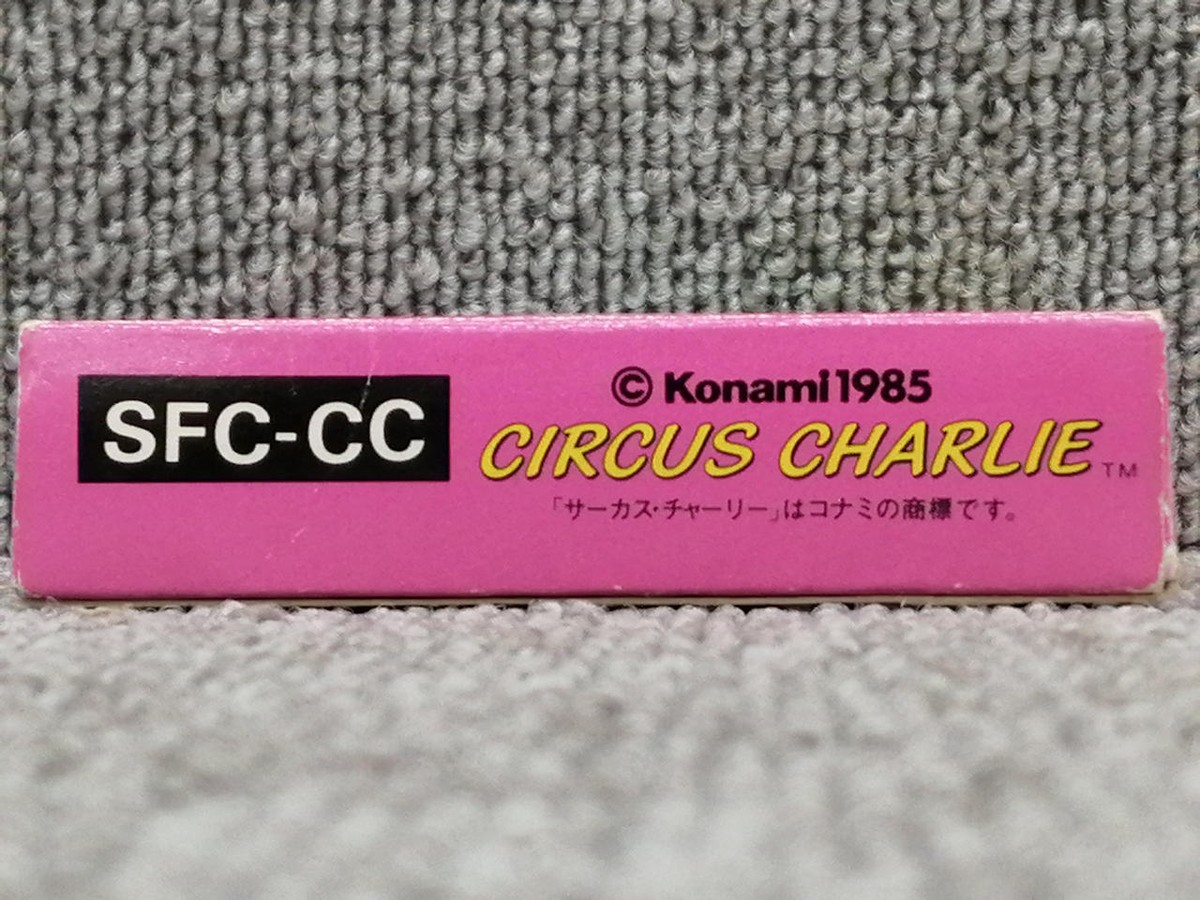 SFC-CC
© Konami 1985
CIRCUS CHARLIE TM
「サーカス・チャーリー」はコナミの商標です。